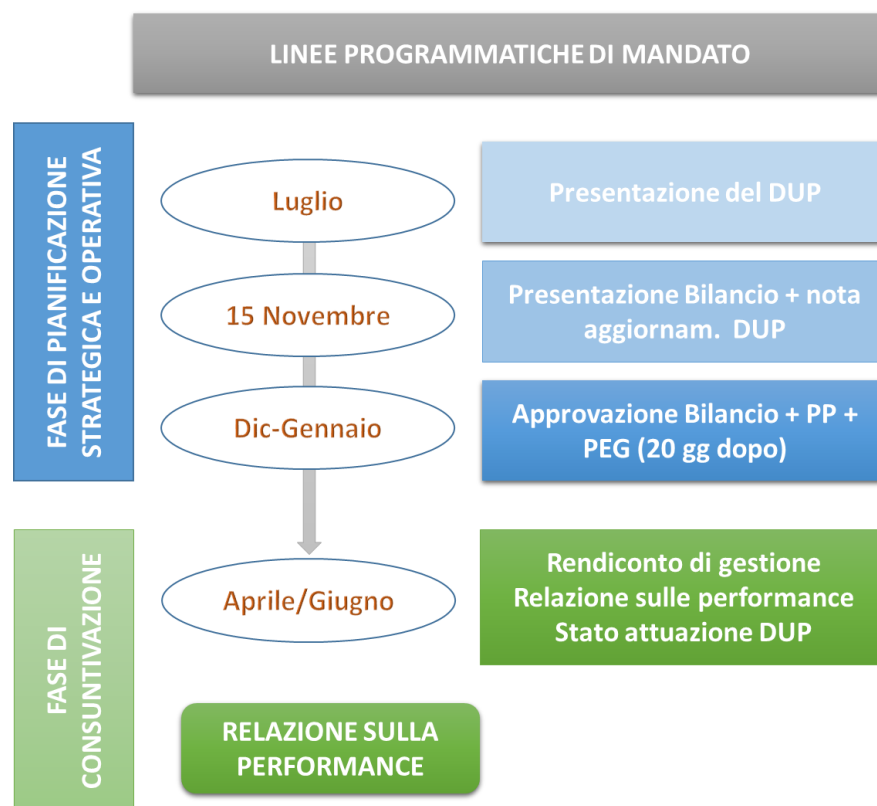 LINEE PROGRAMMATICHE DI MANDATO
FASE DI PIANIFICAZIONE
STRATEGICA E OPERATIVA
Luglio
Presentazione del DUP
15 Novembre
Presentazione Bilancio + nota
aggiornam. DUP
Dic-Gennaio
Approvazione Bilancio + PP +
PEG (20 gg dopo)
FASE DI
CONSUNTIVAZIONE
Aprile/Giugno
Rendiconto di gestione
Relazione sulle performance
Stato attuazione DUP
RELAZIONE SULLA
PERFORMANCE